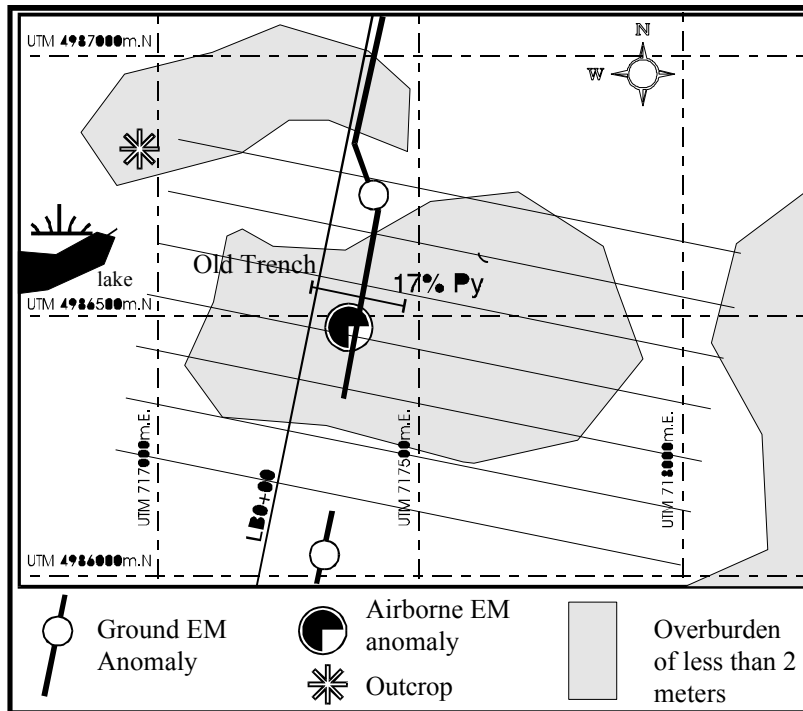 UTM 4987000m.N
N
W
Old Trench
17% Py
lake
UTM 4986500m.N
UTM 717000m.E.
UTM 717500m.E.
UTM 718000m.E.
LB0+00
UTM 4986000m.N
Ground EM
Anomaly
Airborne EM
anomaly
Outcrop
Overburden
of less than 2
meters